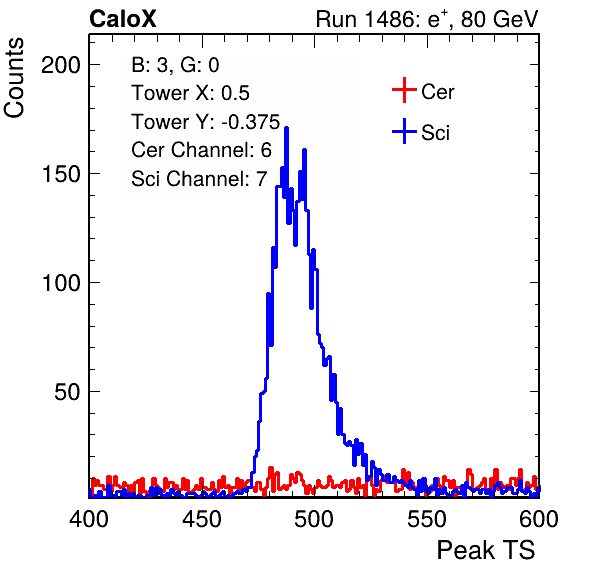 CaloX Run 1486: e+, 80 GeV
Counts
200
150
100
50
B: 3, G: 0
Tower X: 0.5
Tower Y: -0.375
Cer Channel: 6
Sci Channel: 7
Cer
Sci
400 450 500 550 600
Peak TS